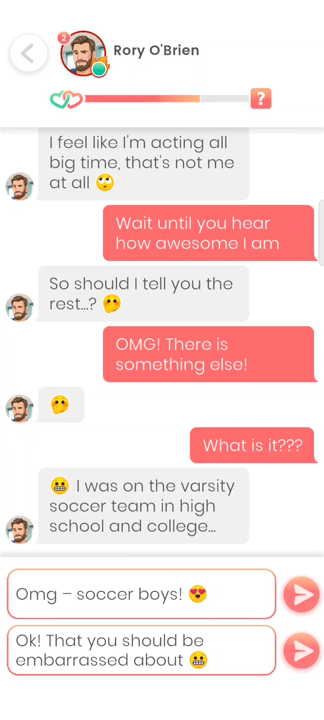 2
Rory O'Brien
?
I feel like I'm acting all
big time, that's not me
at all 🙄
Wait until you hear
how awesome I am
So should I tell you the
rest...? 🤭
OMG! There is
something else!
🤭
What is it???
😬 I was on the varsity
soccer team in high
school and college...
Omg – soccer boys! 😍
Ok! That you should be
embarrassed about 😬